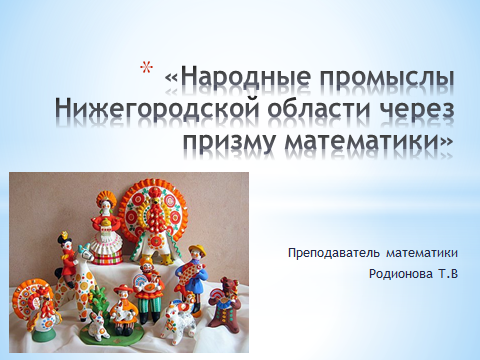 * «Народные промыслы
Нижегородской области через
призму математики»
Преподаватель математики
Родионова Т.В